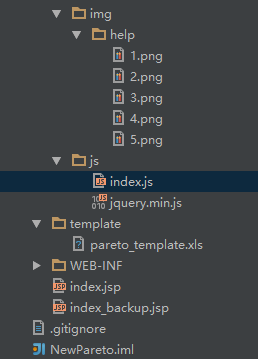 img
help
1.png
2.png
3.png
4.png
5.png
js
index.js
jquery.min.js
template
pareto_template.xls
WEB-INF
index.jsp
index_backup.jsp
.gitignore
NewPareto.iml